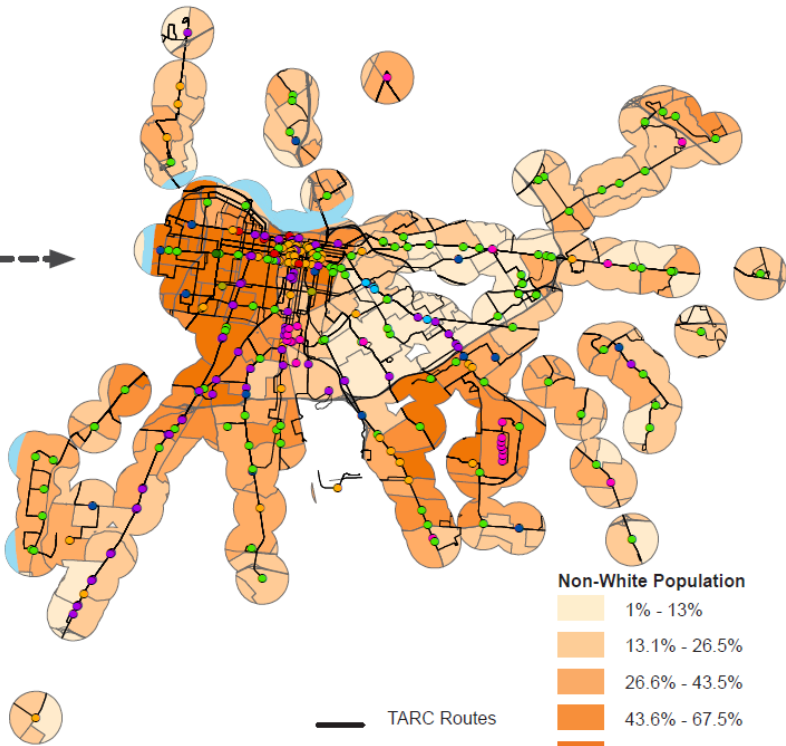 Non-White Population
1% - 13%
13.1% - 26.5%
26.6% - 43.5%
43.6% - 67.5%
TARC Routes